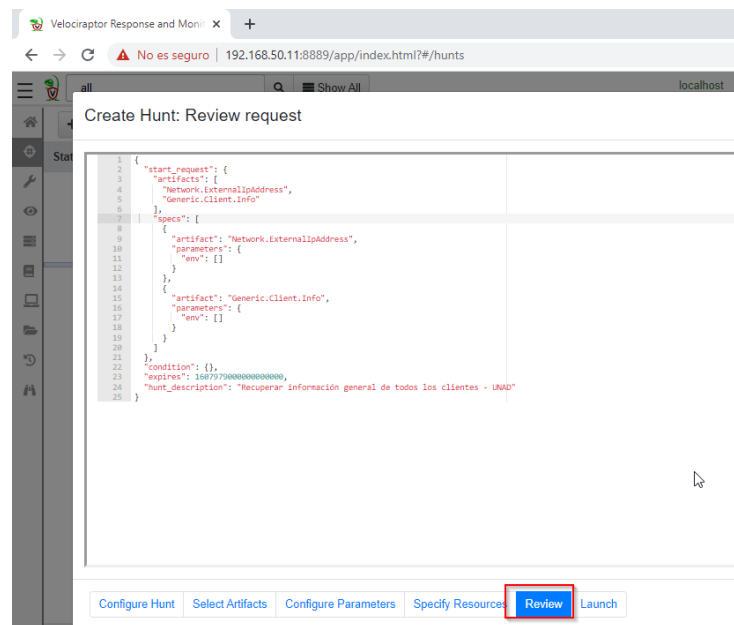 Velociraptor Response and Monit
No es seguro | 192.168.50.11:8889/app/index.html?#/hunts
all
Show All
localhost
Create Hunt: Review request
Stat
1 {
2 "start_request": {
3 "artifacts": [
4 "Network.ExternalIpAddress",
5 "Generic.Client.Info"
6 ],
7 "specs": [
8 {
9 "artifact": "Network.ExternalIpAddress",
10 "parameters": {
11 "env": []
12 }
13 },
14 {
15 "artifact": "Generic.Client.Info",
16 "parameters": {
17 "env": []
18 }
19 }
20 ]
21 },
22 "condition": {},
23 "expires": 1607979000000000,
24 "hunt_description": "Recuperar información general de todos los clientes - UNAD"
25 }
Configure Hunt
Select Artifacts
Configure Parameters
Specify Resources
Review
Launch